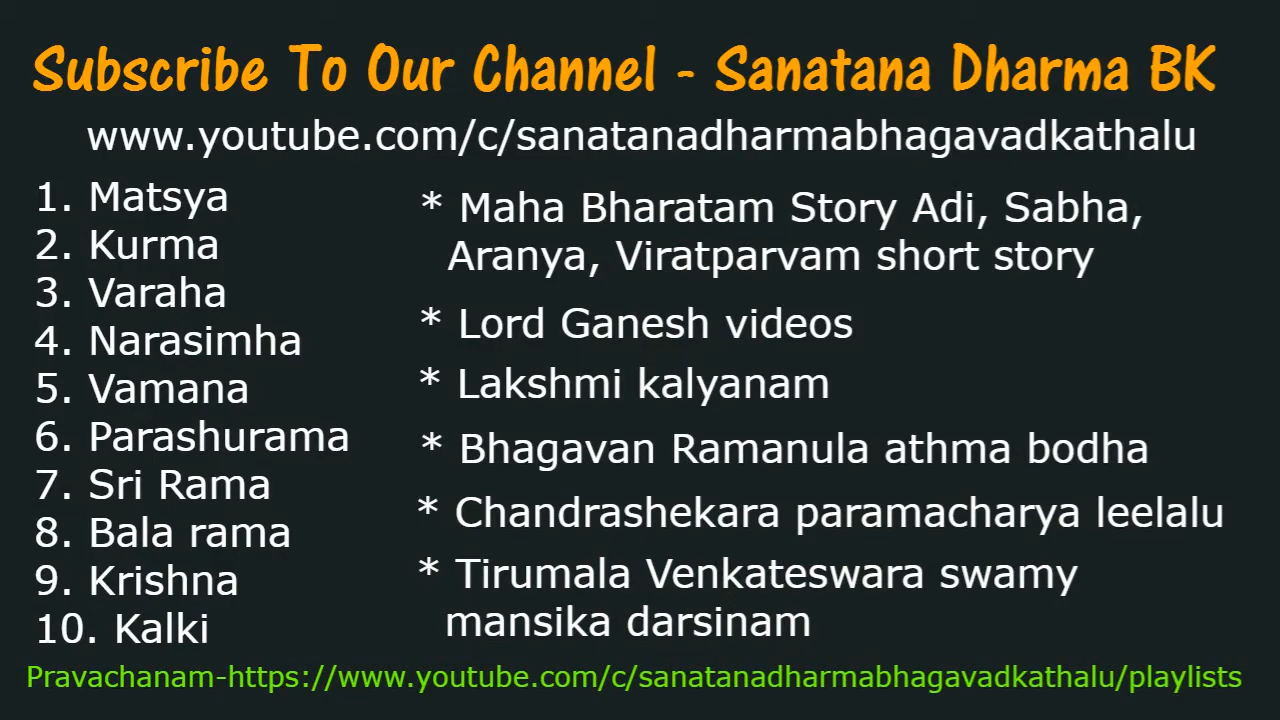 Subscribe To Our Channel - Sanatana Dharma BK
www.youtube.com/c/sanatanadharmabhagavadkathalu
1. Matsya
2. Kurma
3. Varaha
4. Narasimha
5. Vamana
6. Parashurama
7. Sri Rama
8. Bala rama
9. Krishna
10. Kalki
* Maha Bharatam Story Adi, Sabha,
Aranya, Viratparvam short story
* Lord Ganesh videos
* Lakshmi kalyanam
* Bhagavan Ramanula athma bodha
* Chandrashekara paramacharya leelalu
* Tirumala Venkateswara swamy
mansika darsinam
Pravachanam-https://www.youtube.com/c/sanatanadharmabhagavadkathalu/playlists